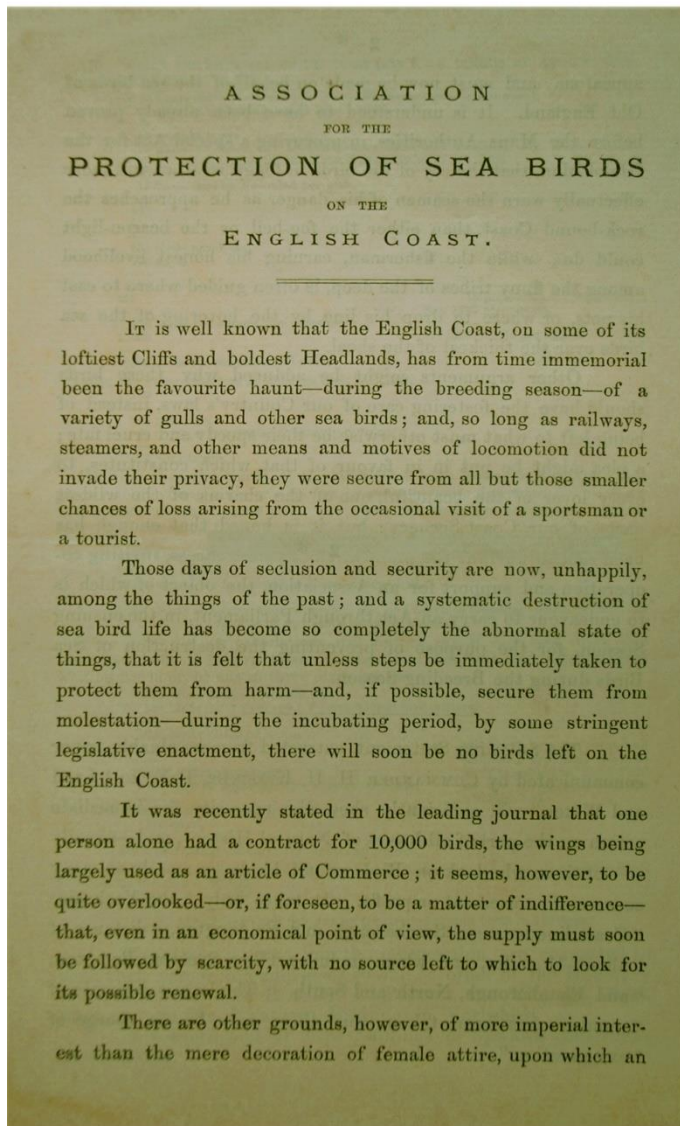 ASSOCIATION
FOR THE
PROTECTION OF SEA BIRDS
ON THE
ENGLISH COAST.
IT is well known that the English Coast, on some of its
loftiest Cliffs and boldest Headlands, has from time immemorial
been the favourite haunt—during the breeding season—of a
variety of gulls and other sea birds; and, so long as railways,
steamers, and other means and motives of locomotion did not
invade their privacy, they were secure from all but those smaller
chances of loss arising from the occasional visit of a sportsman or
a tourist.
Those days of seclusion and security are now, unhappily,
among the things of the past; and a systematic destruction of
sea bird life has become so completely the abnormal state of
things, that it is felt that unless steps be immediately taken to
protect them from harm—and, if possible, secure them from
molestation—during the incubating period, by some stringent
legislative enactment, there will soon be no birds left on the
English Coast.
It was recently stated in the leading journal that one
person alone had a contract for 10,000 birds, the wings being
largely used as an article of Commerce; it seems, however, to be
quite overlooked—or, if foreseen, to be a matter of indifference—
that, even in an economical point of view, the supply must soon
be followed by scarcity, with no source left to which to look for
its possible renewal.
There are other grounds, however, of more imperial inter-
est than the mere decoration of female attire, upon which an